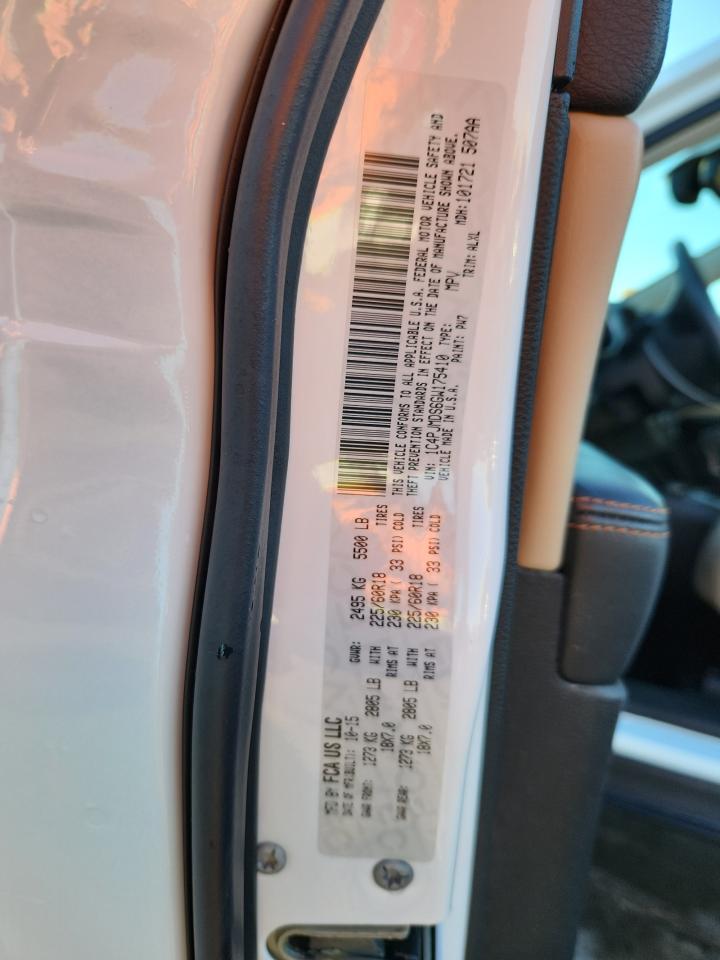 MFD BY FCA US LLC
DATE OF MFR(BUILT): 10-15 GVWR: 2495 KG 5500 LB
GAWR FRONT: 1273 KG 2805 LB WITH 225/60R18 TIRES
18X7.0 RIMS AT 230 KPA ( 33 PSI) COLD
GAWR REAR: 1273 KG 2805 LB WITH 225/60R18 TIRES
18X7.0 RIMS AT 230 KPA ( 33 PSI) COLD
THIS VEHICLE CONFORMS TO ALL APPLICABLE U.S.A. FEDERAL MOTOR VEHICLE SAFETY AND
THEFT PREVENTION STANDARDS IN EFFECT ON THE DATE OF MANUFACTURE SHOWN ABOVE.
VIN: 1C4PJMDS6GW175410 TYPE: MPV MDH:101721 507AA
VEHICLE MADE IN U.S.A. PAINT: PW7 TRIM: ALXL